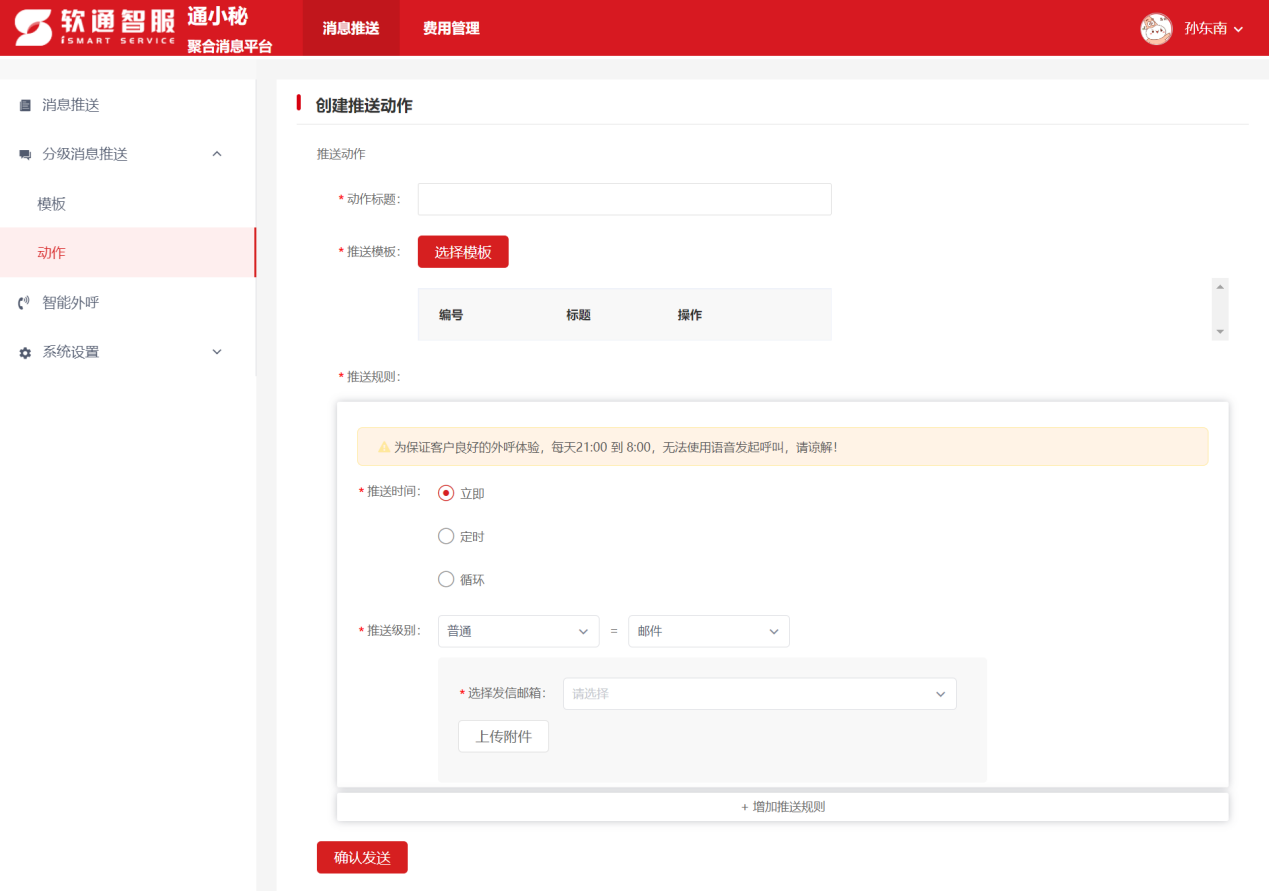 软通智服 通小秘
iSMART SERVICE 聚合消息平台
消息推送 费用管理 孙东南
消息推送
分级消息推送
模板
动作
智能外呼
系统设置
创建推送动作
推送动作
* 动作标题：
* 推送模板： 选择模板
编号 标题 操作
* 推送规则：
为保证客户良好的外呼体验，每天21:00 到 8:00，无法使用语音发起呼叫，请谅解！
* 推送时间： 立即
定时
循环
* 推送级别： 普通 = 邮件
* 选择发信邮箱： 请选择
上传附件
+ 增加推送规则
确认发送